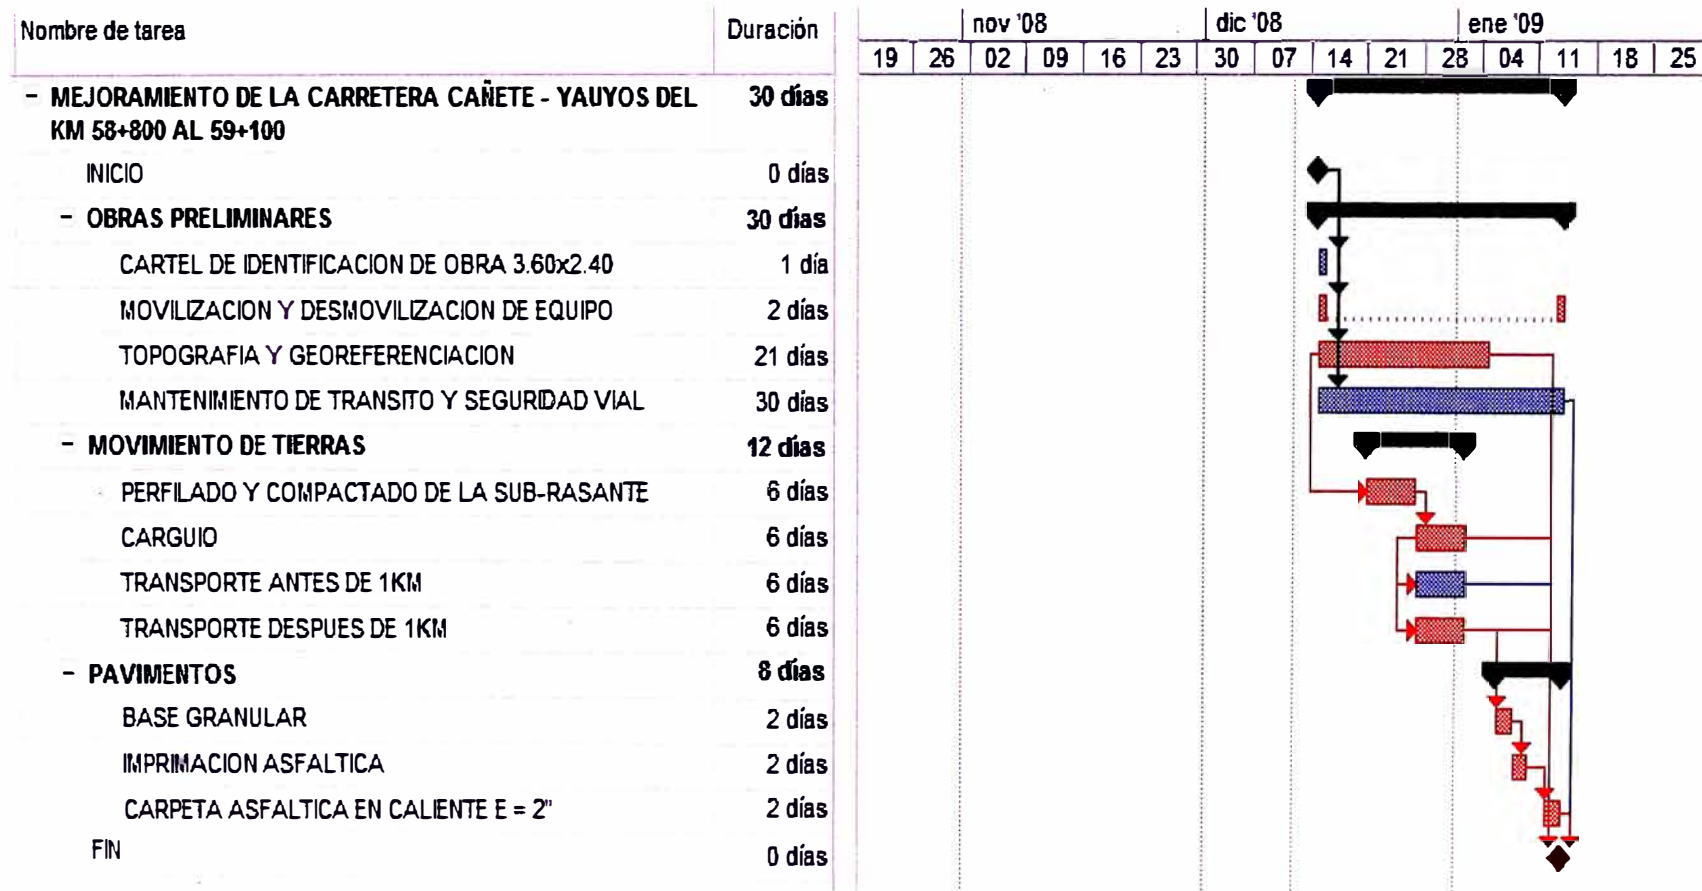 Nombre de tarea Duración nov '08 dic '08 ene '09
19 26 02 09 16 23 30 07 14 21 28 04 11 18 25
- MEJORAMIENTO DE LA CARRETERA CAÑETE - YAUYOS DEL 30 días
KM 58+800 AL 59+100
INICIO 0 días
- OBRAS PRELIMINARES 30 días
CARTEL DE IDENTIFICACION DE OBRA 3.60x2.40 1 día
MOVILIZACION Y DESMOVILIZACION DE EQUIPO 2 días
TOPOGRAFIA Y GEOREFERENCIACION 21 días
MANTENIMIENTO DE TRANSITO Y SEGURIDAD VIAL 30 días
- MOVIMIENTO DE TIERRAS 12 días
PERFILADO Y COMPACTADO DE LA SUB-RASANTE 6 días
CARGUIO 6 días
TRANSPORTE ANTES DE 1KM 6 días
TRANSPORTE DESPUES DE 1KM 6 días
- PAVIMENTOS 8 días
BASE GRANULAR 2 días
IMPRIMACION ASFALTICA 2 días
CARPETA ASFALTICA EN CALIENTE E = 2" 2 días
FIN 0 días